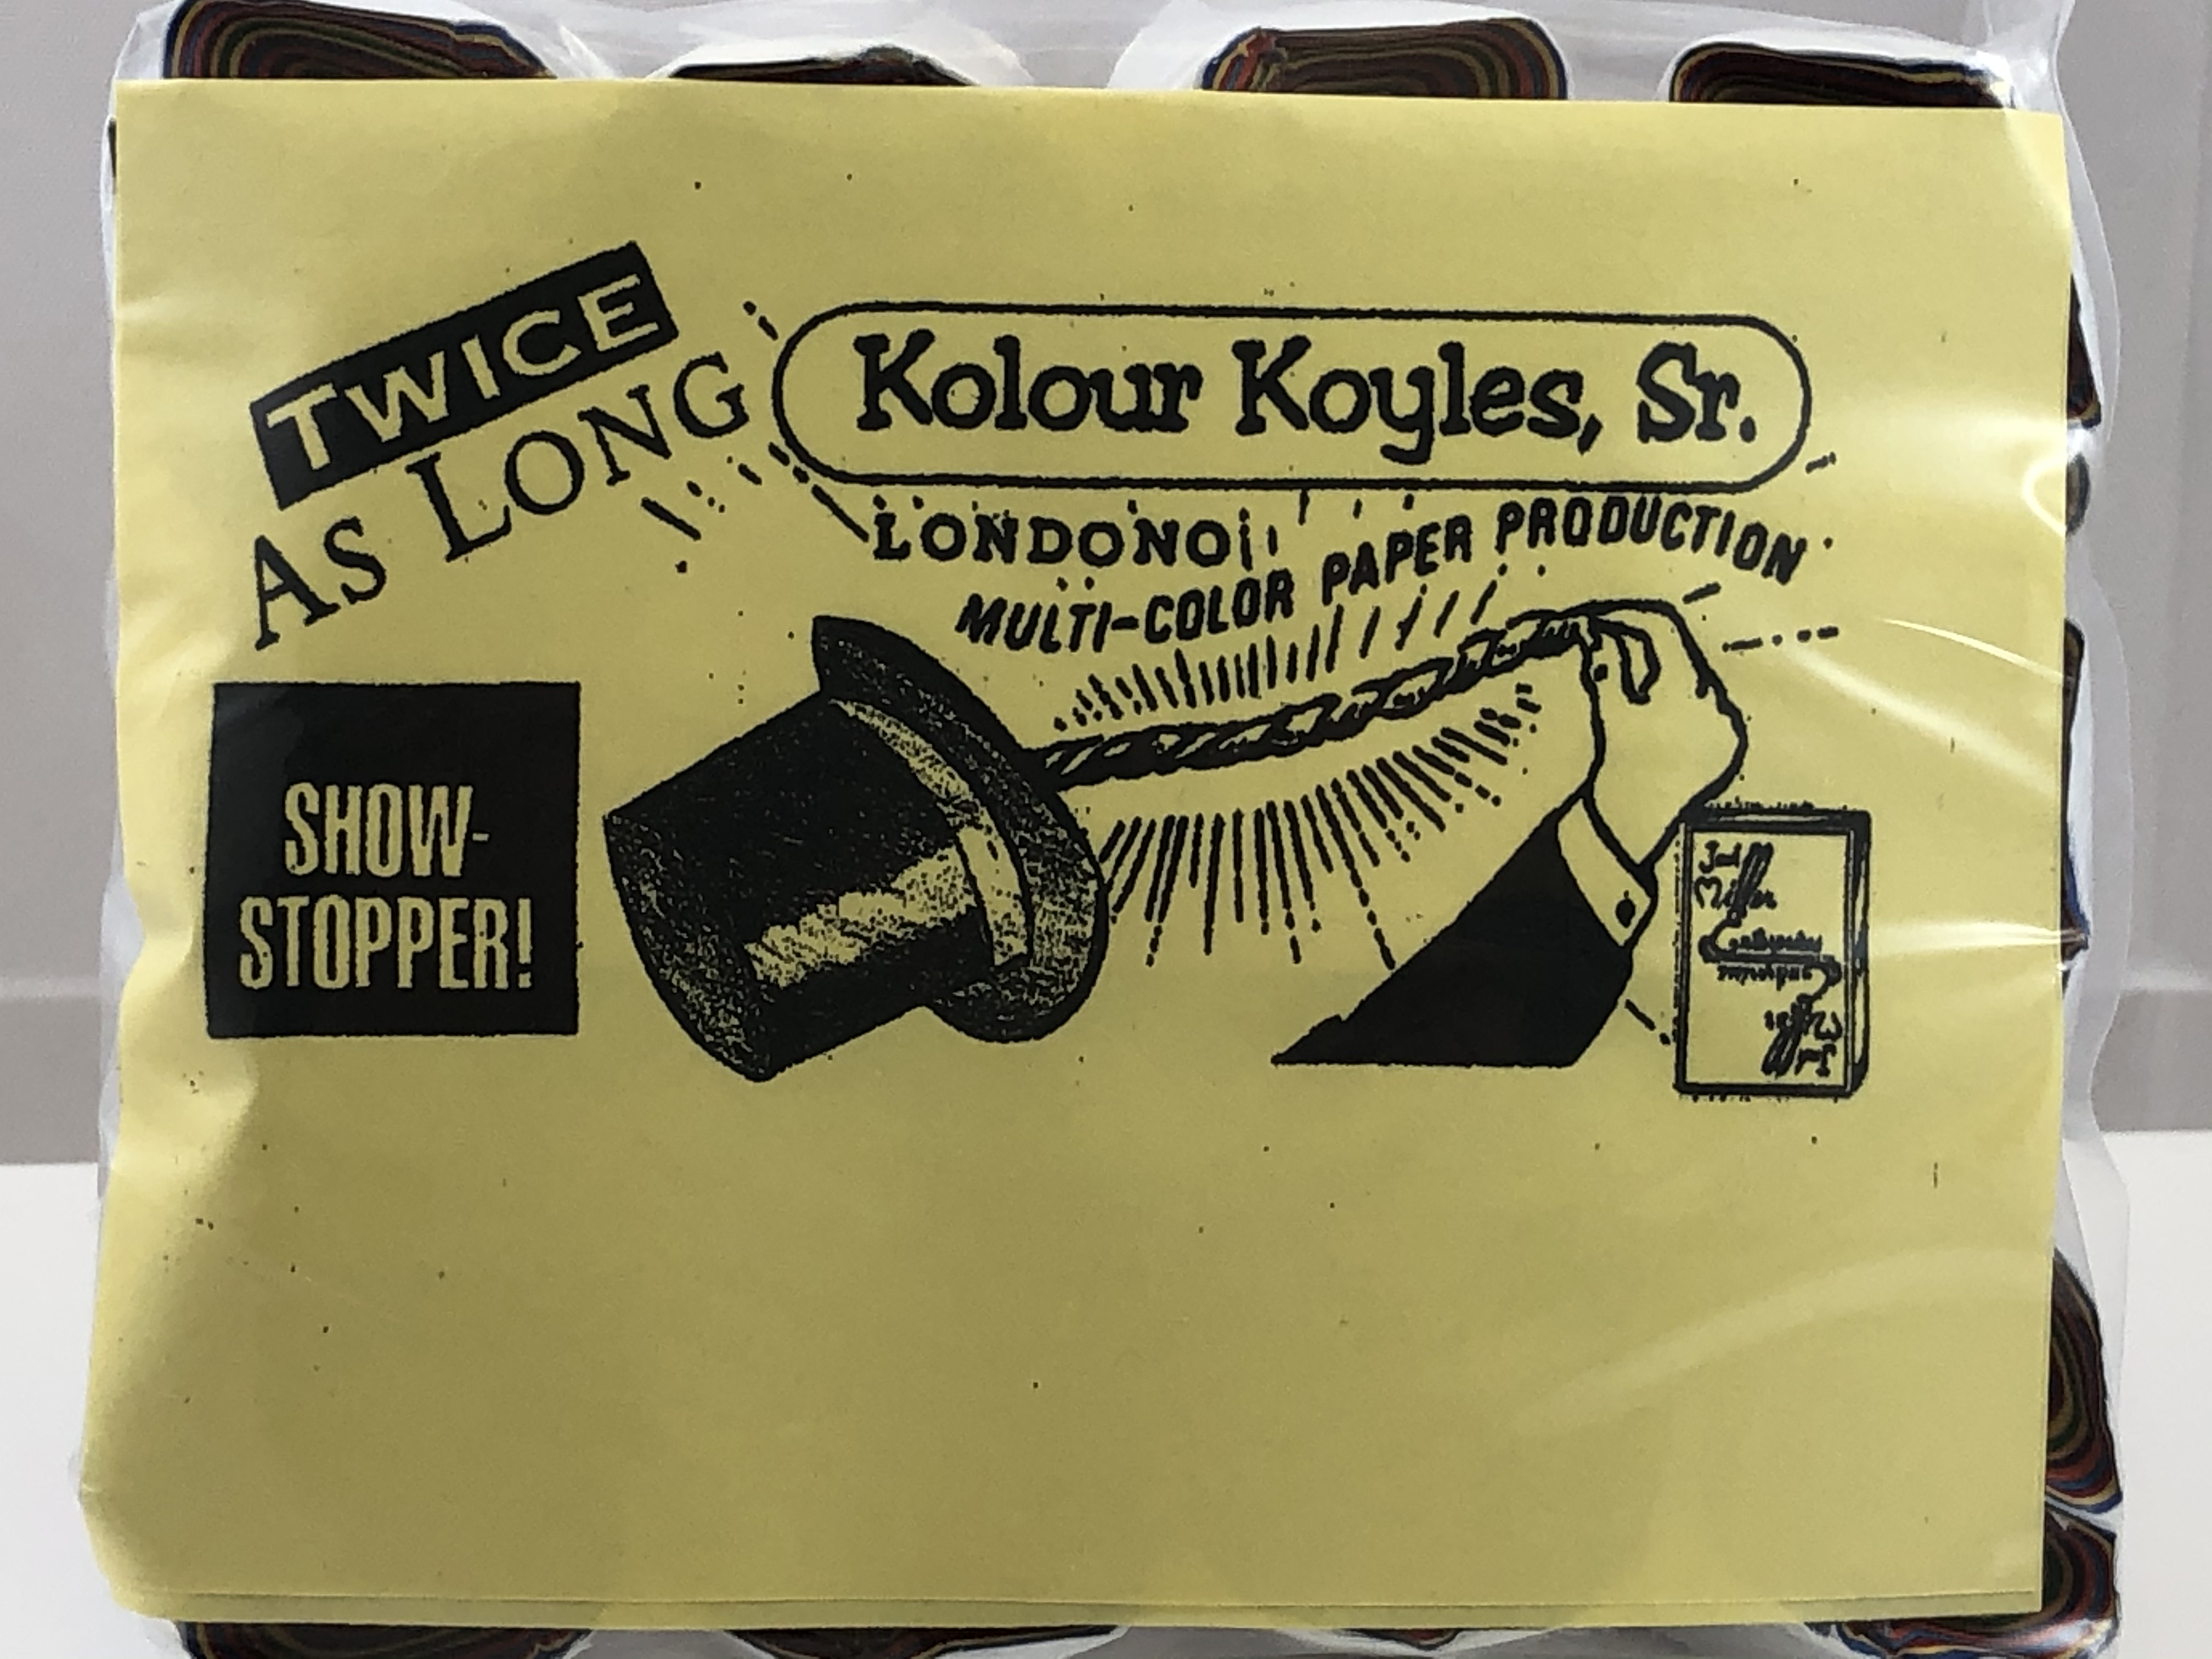 TWICE
AS LONG
Kolour Koyles, Sr.
LONDONO
MULTI-COLOR PAPER PRODUCTION
SHOW-
STOPPER!